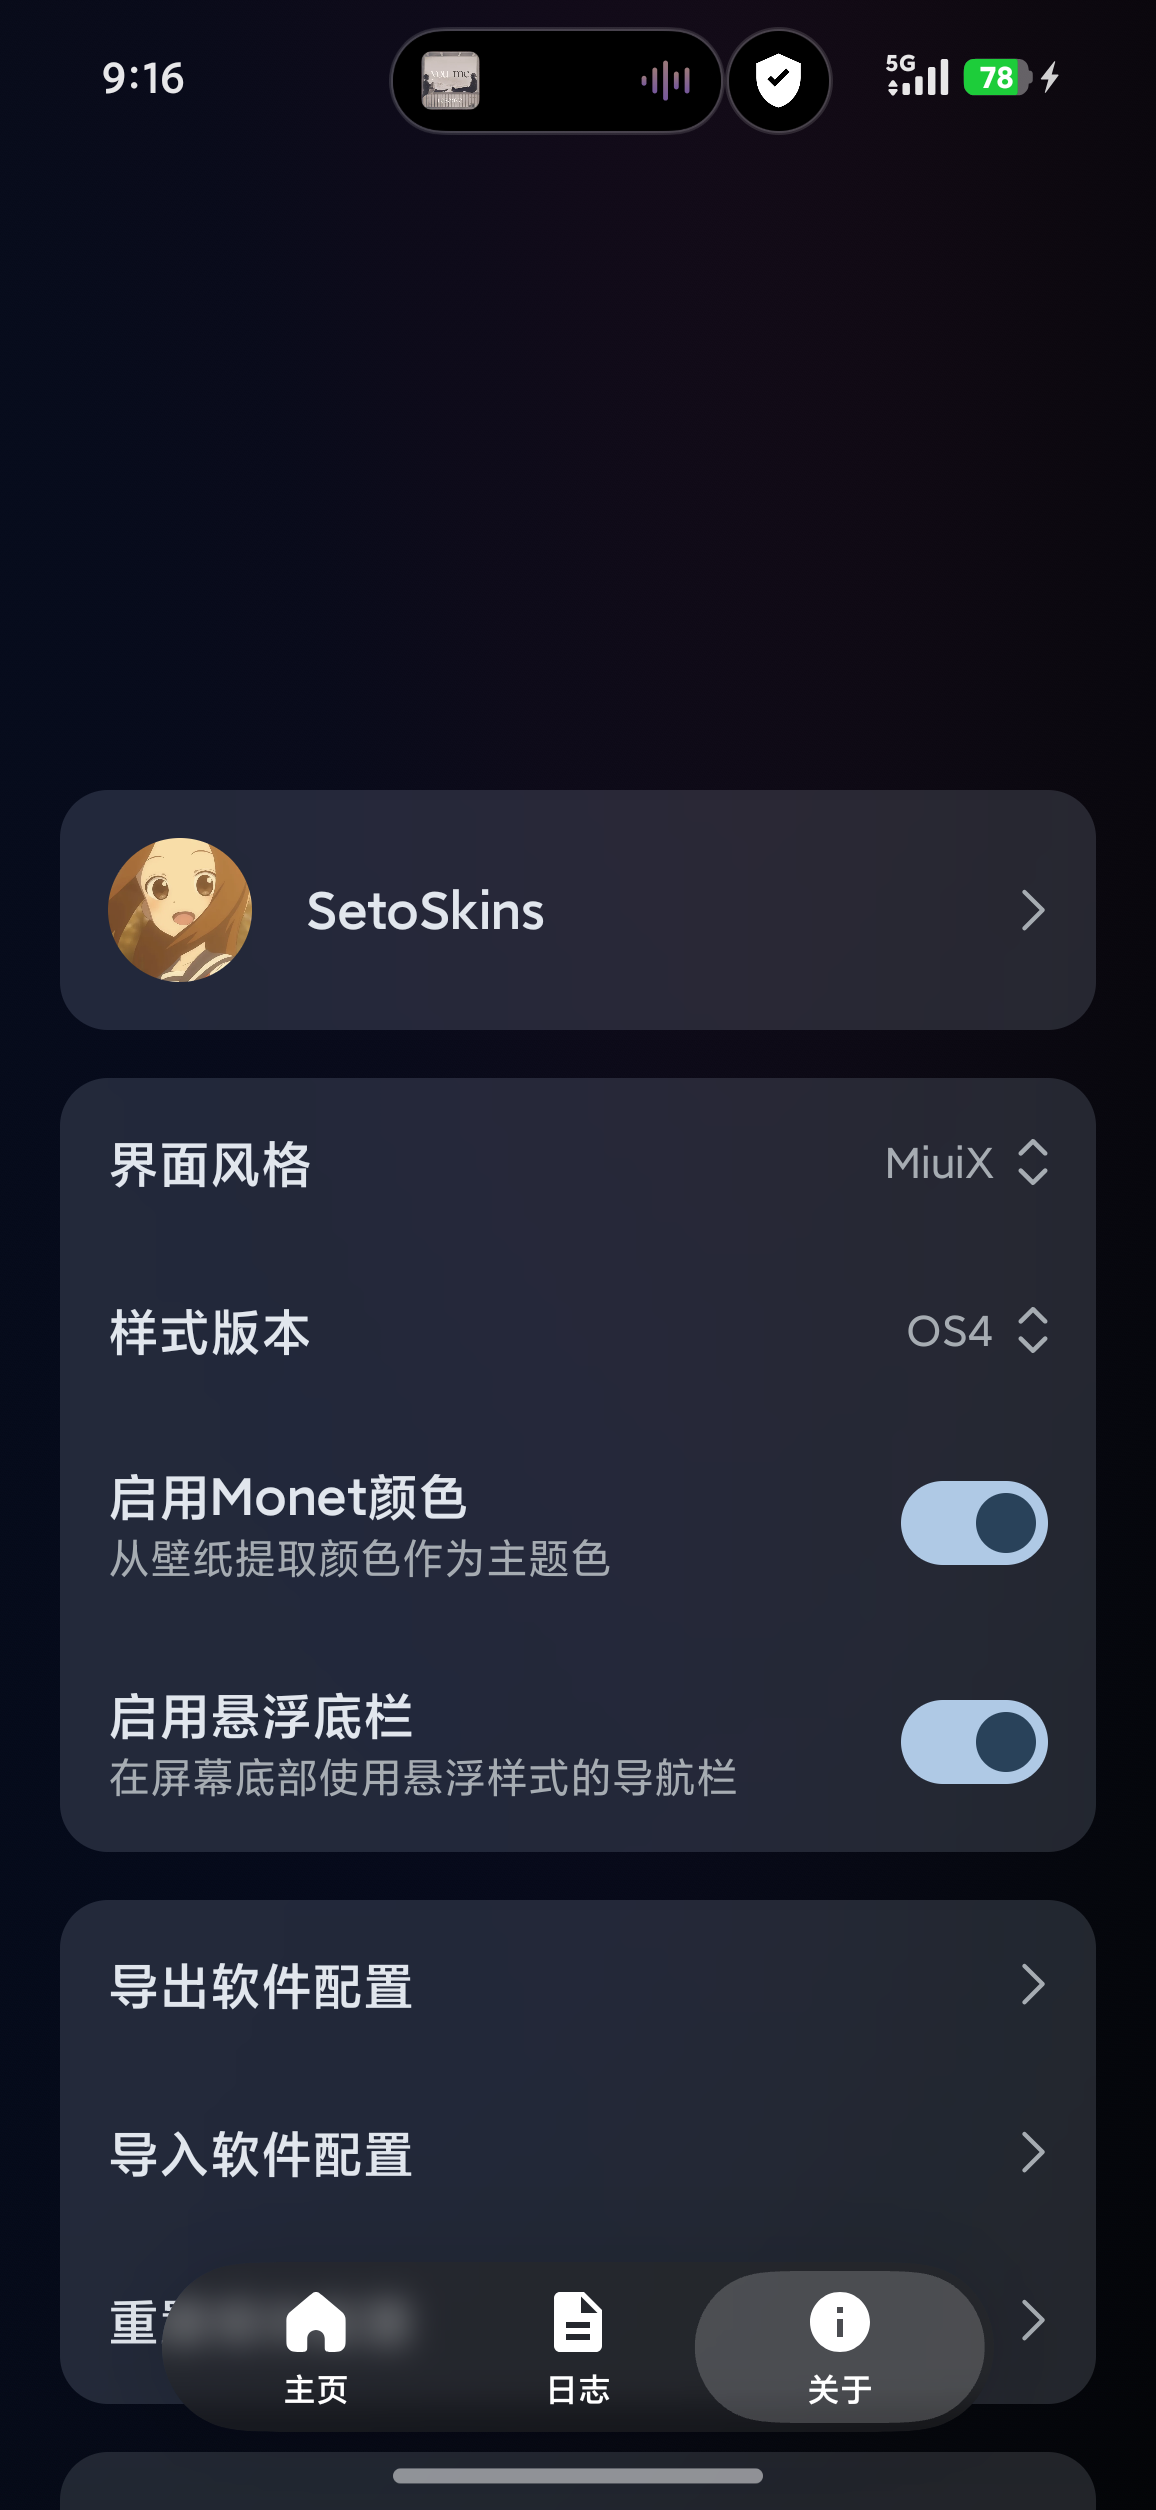 9:16
you me
5G
78
SetoSkins
界面风格
MiuiX
样式版本
OS4
启用Monet颜色
从壁纸提取颜色作为主题色
启用悬浮底栏
在屏幕底部使用悬浮样式的导航栏
导出软件配置
导入软件配置
重
主页
日志
关于